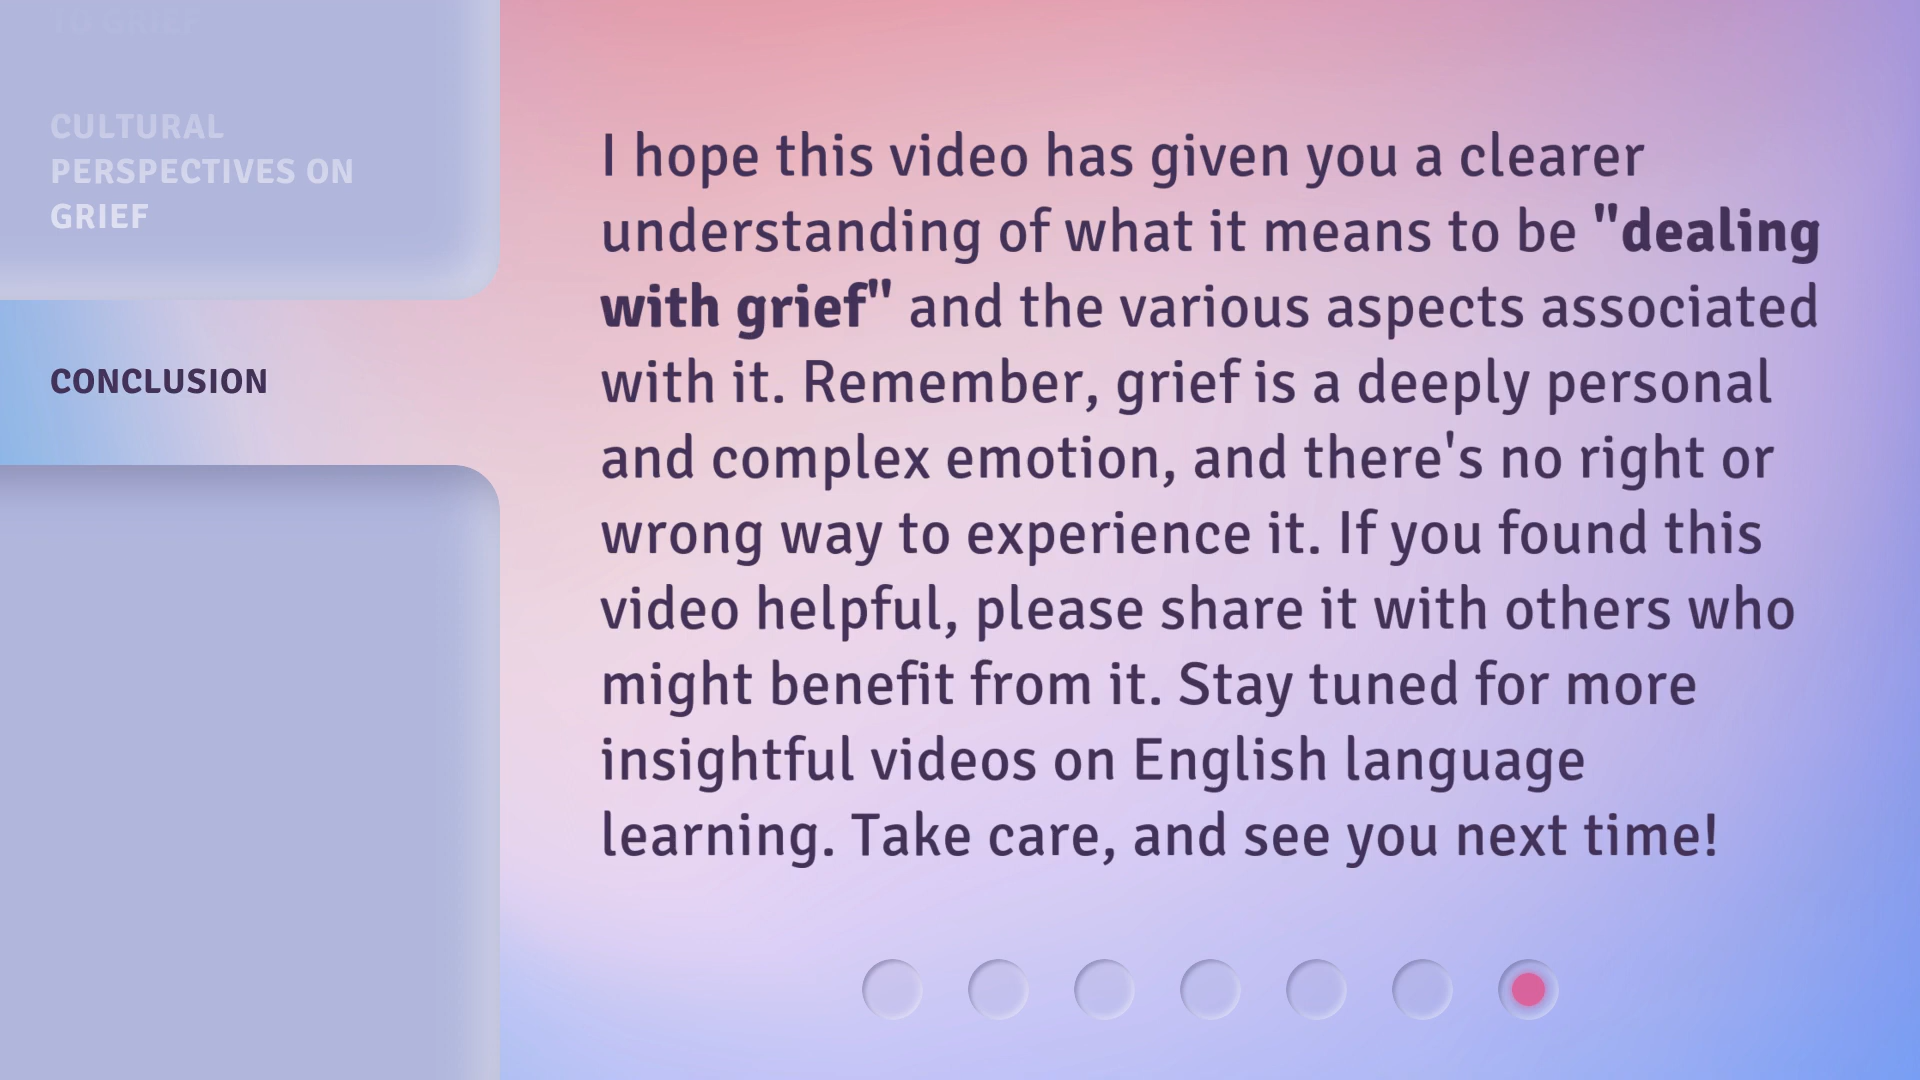 TO GRIEF
CULTURAL
PERSPECTIVES ON
GRIEF
CONCLUSION
I hope this video has given you a clearer
understanding of what it means to be "dealing
with grief" and the various aspects associated
with it. Remember, grief is a deeply personal
and complex emotion, and there's no right or
wrong way to experience it. If you found this
video helpful, please share it with others who
might benefit from it. Stay tuned for more
insightful videos on English language
learning. Take care, and see you next time!